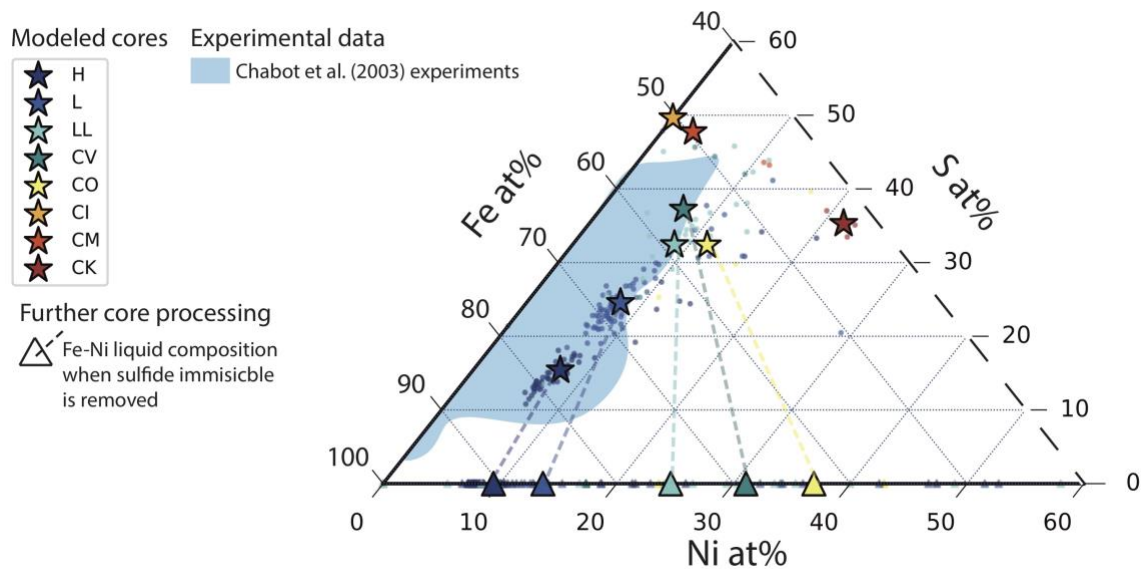 Modeled cores
H
L
LL
CV
CO
CI
CM
CK
Further core processing
Fe-Ni liquid composition
when sulfide immisicble
is removed
Experimental data
Chabot et al. (2003) experiments
Fe at%
40
50
60
70
80
90
100
S at%
60
50
40
30
20
10
0
0
10
20
30
40
50
60
Ni at%